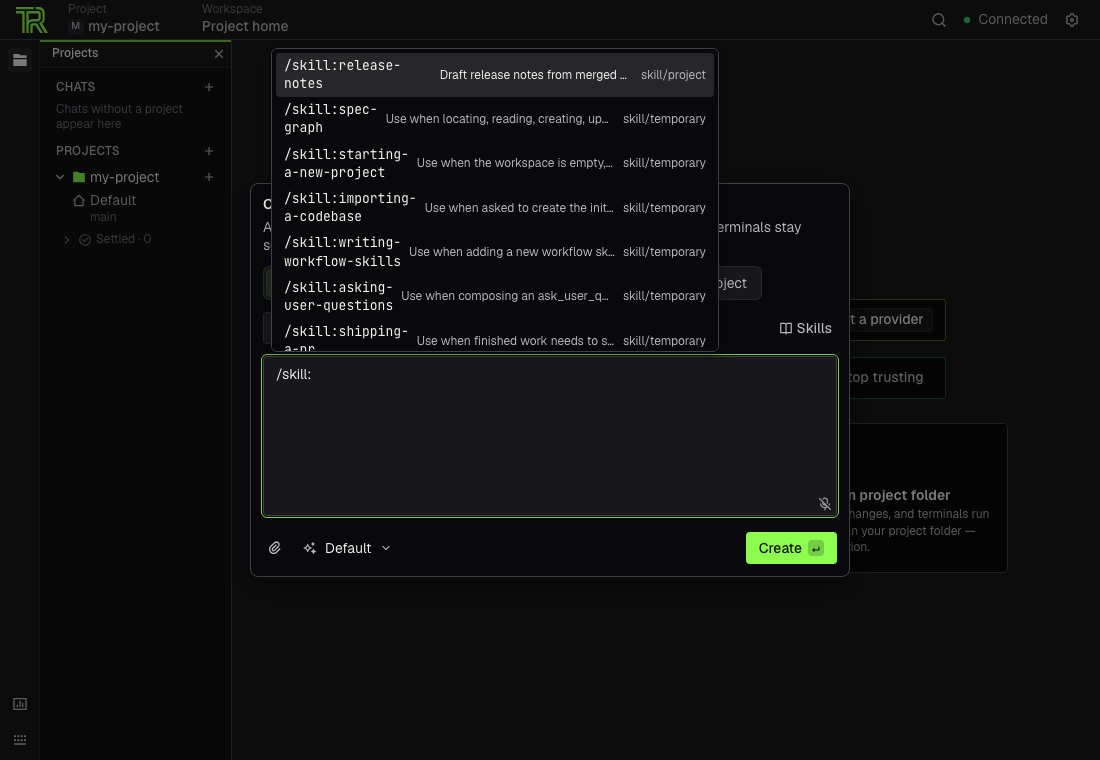 Project
Workspace
M my-project
Project home
Connected
Projects
CHATS
Chats without a project
appear here
PROJECTS
my-project
Default
main
Settled · 0
/skill:release-
notes
Draft release notes from merged …
skill/project
/skill:spec-
graph
Use when locating, reading, creating, up…
skill/temporary
/skill:starting-
a-new-project
Use when the workspace is empty,…
skill/temporary
/skill:importing-
a-codebase
Use when asked to create the init…
skill/temporary
/skill:writing-
workflow-skills
Use when adding a new workflow sk…
skill/temporary
/skill:asking-
user-questions
Use when composing an ask_user_q…
skill/temporary
/skill:shipping-
a-pr
Use when finished work needs to s…
skill/temporary
erminals stay
oject
Skills
/skill:
Default
Create
t a provider
top trusting
n project folder
hanges, and terminals run
n your project folder —
ion.